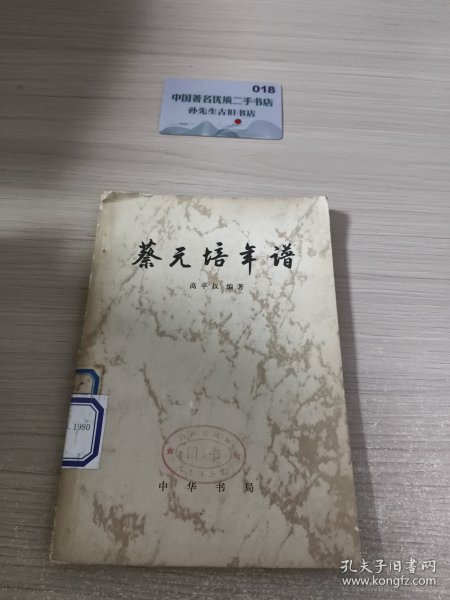 018
中国著名优质二手书店
孙先生古旧书店
蔡元培年谱
高平叔 编著
1980
图书
中华书局
孔夫子旧书网
www.kongfz.com